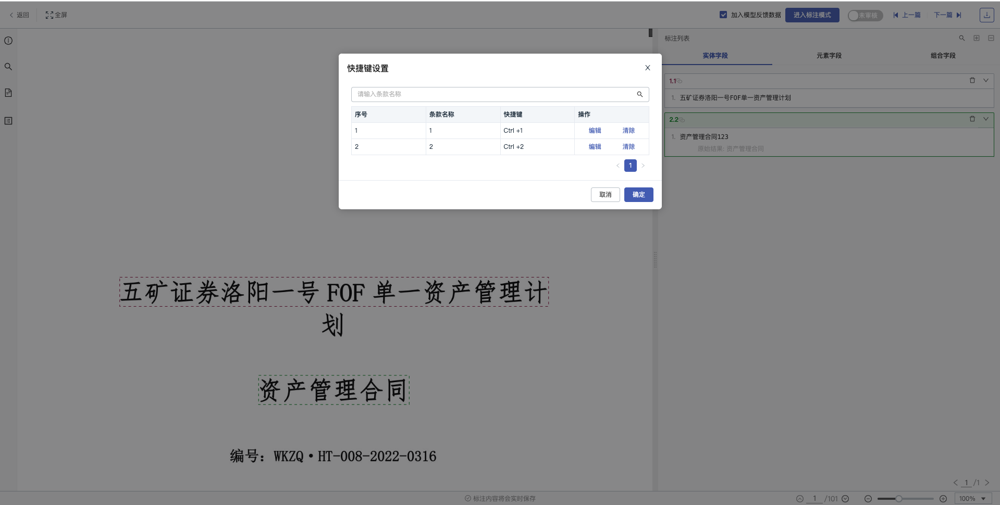 返回 全屏 加入模型反馈数据 进入标注模式 未审核 上一篇 下一篇
标注列表
实体字段 元素字段 组合字段
快捷键设置
请输入条款名称
序号 条款名称 快捷键 操作
1 1 Ctrl +1 编辑 清除
2 2 Ctrl +2 编辑 清除
1
取消 确定
1.1
1. 五矿证券洛阳一号FOF单一资产管理计划
2.2
1. 资产管理合同123
原始结果: 资产管理合同
五矿证券洛阳一号 FOF 单一资产管理计
划
资产管理合同
编号：WKZQ·HT-008-2022-0316
1 /1
标注内容将会实时保存 1 /101 100%